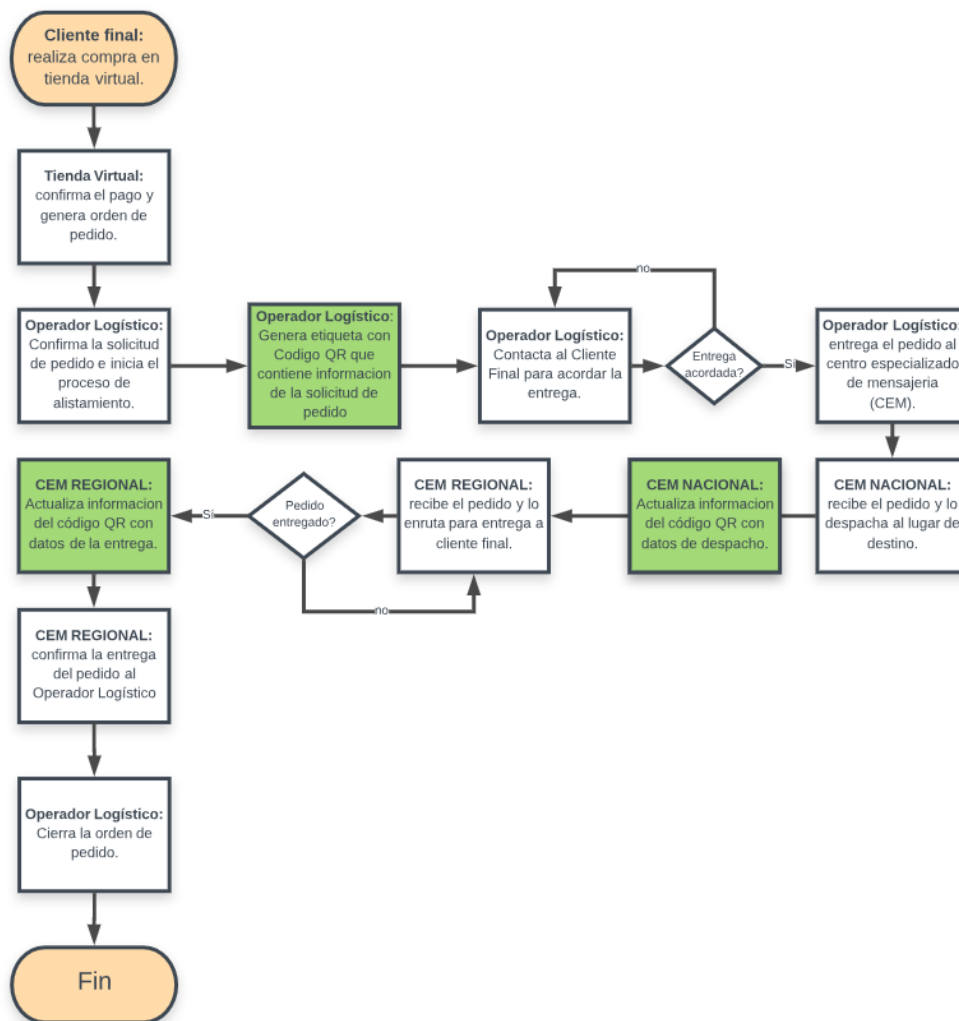 Cliente final:
realiza compra en
tienda virtual.
Tienda Virtual:
confirma el pago y
genera orden de
pedido.
Operador Logístico:
Confirma la solicitud
de pedido e inicia el
proceso de
alistamiento.
Operador Logístico:
Genera etiqueta con
Codigo QR que
contiene informacion
de la solicitud de
pedido
Operador Logístico:
Contacta al Cliente
Final para acordar la
entrega.
no
Entrega
acordada?
Sí
Operador Logístico:
entrega el pedido al
centro especializado
de mensajeria
(CEM).
CEM NACIONAL:
recibe el pedido y lo
despacha al lugar de
destino.
CEM NACIONAL:
Actualiza informacion
del código QR con
datos de despacho.
CEM REGIONAL:
recibe el pedido y lo
enruta para entrega a
cliente final.
Pedido
entregado?
no
Sí
CEM REGIONAL:
Actualiza informacion
del código QR con
datos de la entrega.
CEM REGIONAL:
confirma la entrega
del pedido al
Operador Logístico
Operador Logístico:
Cierra la orden de
pedido.
Fin